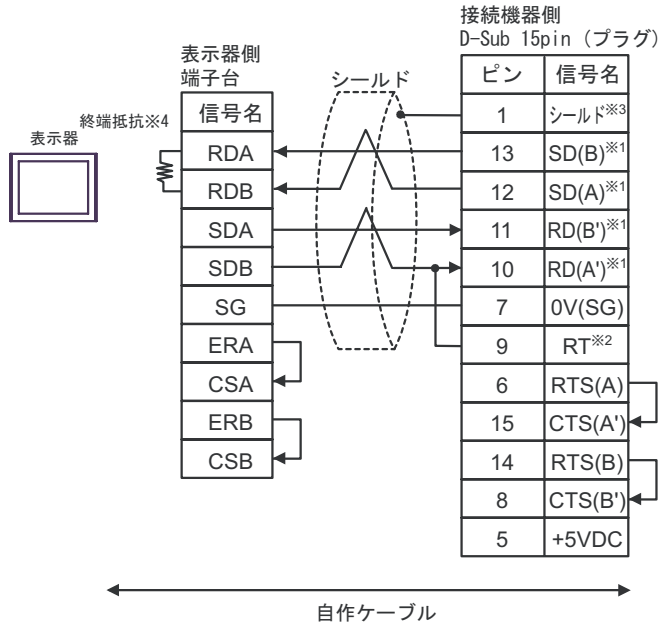 接続機器側
D-Sub 15pin (プラグ)
表示器側
端子台
シールド
終端抵抗※4
表示器
信号名
RDA
RDB
SDA
SDB
SG
ERA
CSA
ERB
CSB
ピン 信号名
1 シールド※3
13 SD(B)※1
12 SD(A)※1
11 RD(B')※1
10 RD(A')※1
7 0V(SG)
9 RT※2
6 RTS(A)
15 CTS(A')
14 RTS(B)
8 CTS(B')
5 +5VDC
自作ケーブル